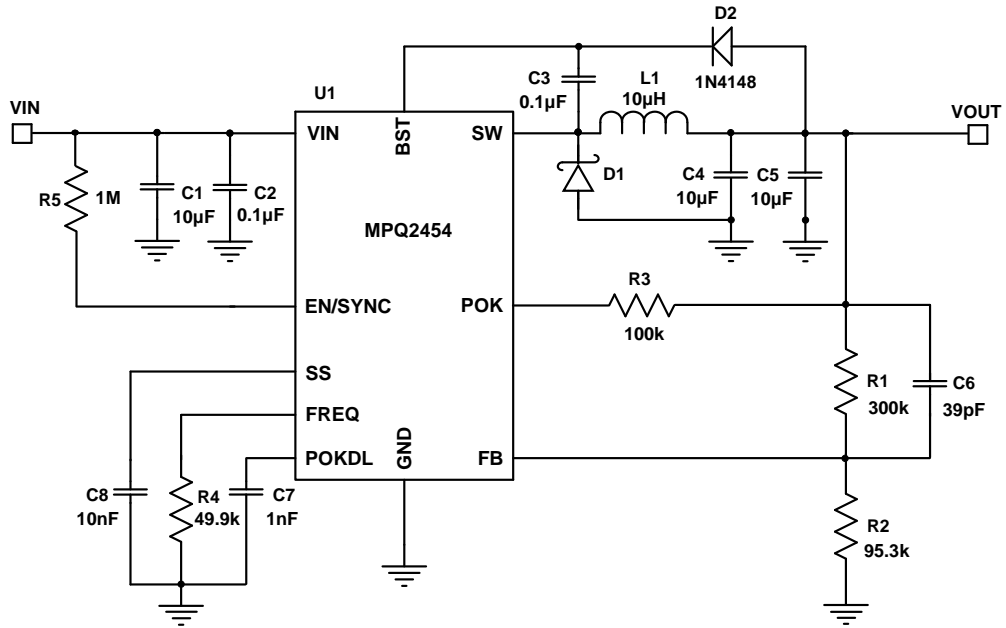 D2
1N4148
C3
0.1µF
L1
10µH
U1
VIN
VIN
BST
SW
VOUT
R5
1M
C1
10µF
C2
0.1µF
D1
C4
10µF
C5
10µF
MPQ2454
EN/SYNC
POK
R3
100k
SS
FREQ
POKDL
GND
FB
R1
300k
C6
39pF
C8
10nF
R4
49.9k
C7
1nF
R2
95.3k